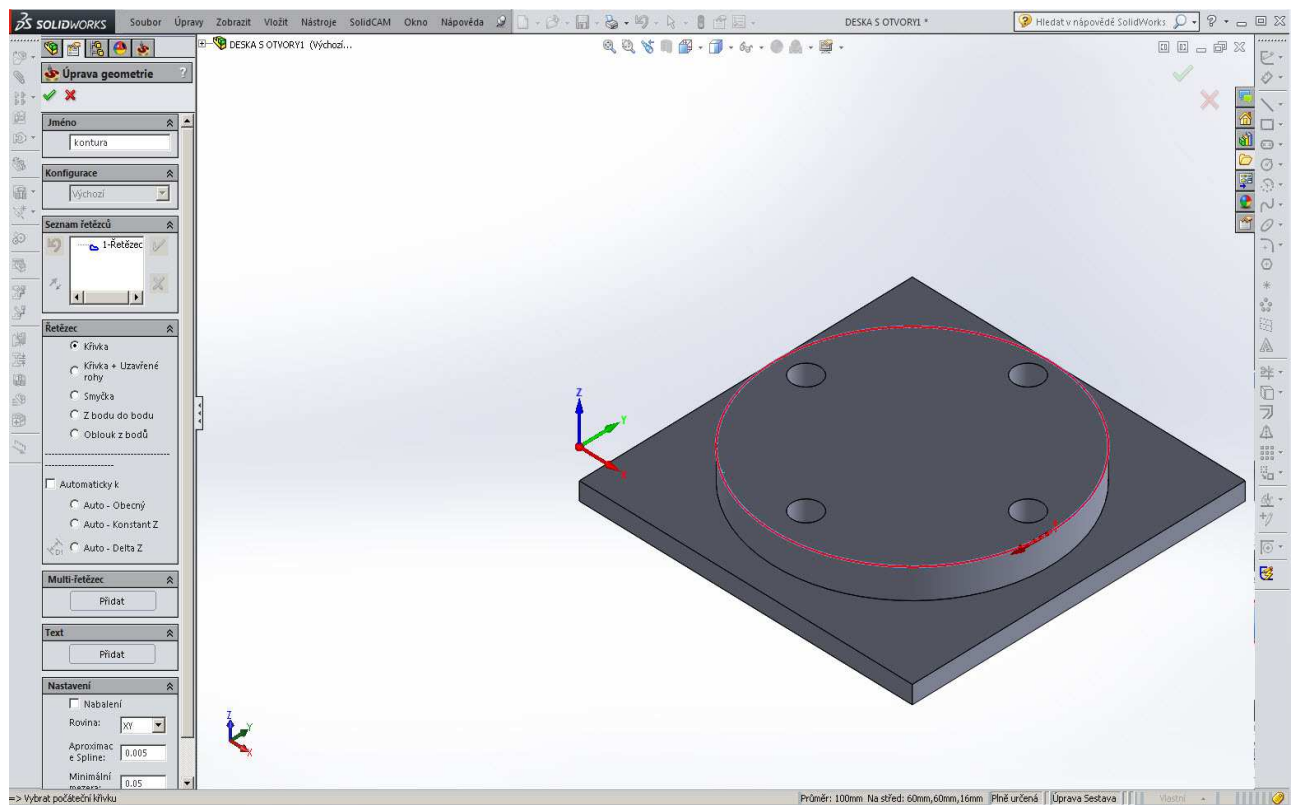 SOLIDWORKS Soubor Úpravy Zobrazit Vložit Nástroje SolidCAM Okno Nápověda DESKA S OTVORY1 * Hledat v nápovědě SolidWorks
DESKA S OTVORY1 (Výchozí...
Úprava geometrie ?
Jméno
kontura
Konfigurace
Výchozí
Seznam řetězců
1-Řetězec
Řetězec
Křivka
Křivka + Uzavřené
rohy
Smyčka
Z bodu do bodu
Oblouk z bodů
Automaticky k
Auto - Obecný
Auto - Konstant Z
Auto - Delta Z
Multi-řetězec
Přidat
Text
Přidat
Nastavení
Nabalení
Rovina: XY
Aproximac
e Spline: 0.005
Minimální
mezera: 0.05
Z
Y
X
Z
Y
X
=> Vybrat počáteční křivku Průměr: 100mm Na střed: 60mm,60mm,16mm Plně určená Úprava Sestava Vlastní